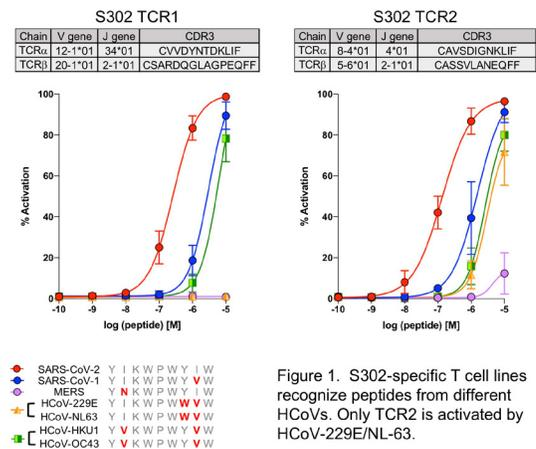 S302 TCR1
Chain V gene J gene CDR3
TCRα 12-1*01 34*01 CVVDYNTDKLIF
TCRβ 20-1*01 2-1*01 CSARDQGLAGPEQFF
% Activation
100
80
60
40
20
0
-10 -9 -8 -7 -6 -5
log (peptide) [M]
S302 TCR2
Chain V gene J gene CDR3
TCRα 8-4*01 4*01 CAVSDIGNKLIF
TCRβ 5-6*01 2-1*01 CASSVLANEQFF
% Activation
100
80
60
40
20
0
-10 -9 -8 -7 -6 -5
log (peptide) [M]
SARS-CoV-2 Y I K W P W Y I W
SARS-CoV-1 Y I K W P W Y V W
MERS Y N K W P W Y I W
HCoV-229E Y I K W P W W V W
HCoV-NL63 Y I K W P W W V W
HCoV-HKU1 Y V K W P W Y V W
HCoV-OC43 Y V K W P W Y V W
Figure 1. S302-specific T cell lines
recognize peptides from different
HCoVs. Only TCR2 is activated by
HCoV-229E/NL-63.